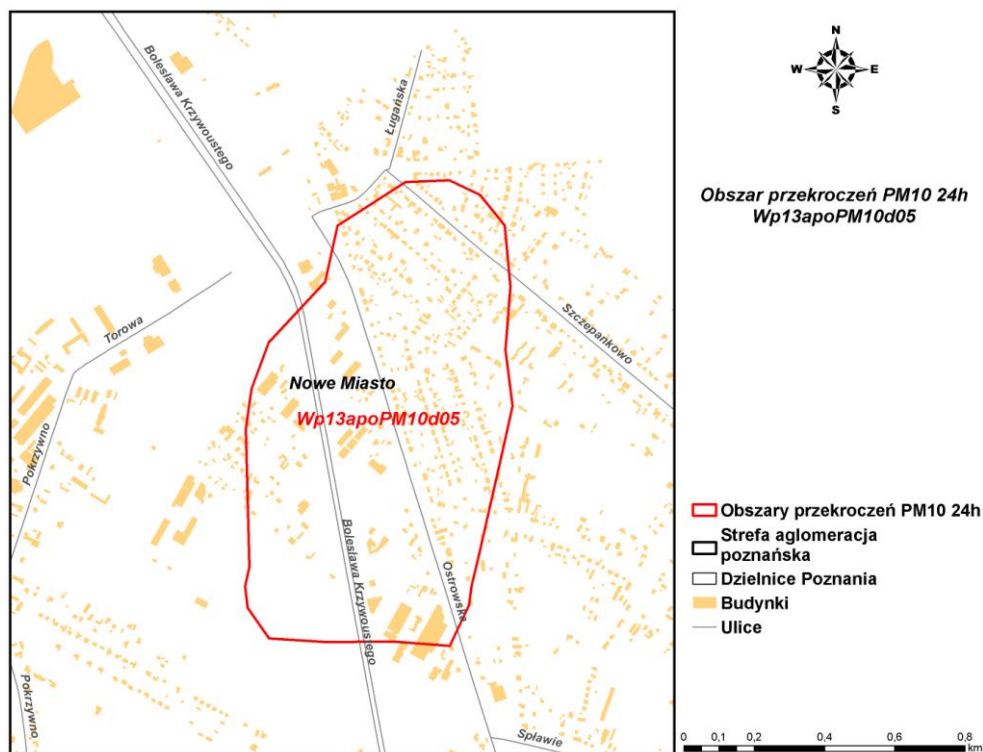 Bolesława Krzywoustego
Ługańska
N
W E
S
Obszar przekroczeń PM10 24h
Wp13apoPM10d05
Szczepankowo
Torowa
Nowe Miasto
Wp13apoPM10d05
Pokrzywno
Bolesława Krzywoustego
Ostrowska
Obszary przekroczeń PM10 24h
Strefa aglomeracja
poznańska
Dzielnice Poznania
Budynki
Ulice
Pokrzywno
Spławie
0 0,2 0,4 0,6 0,8
km